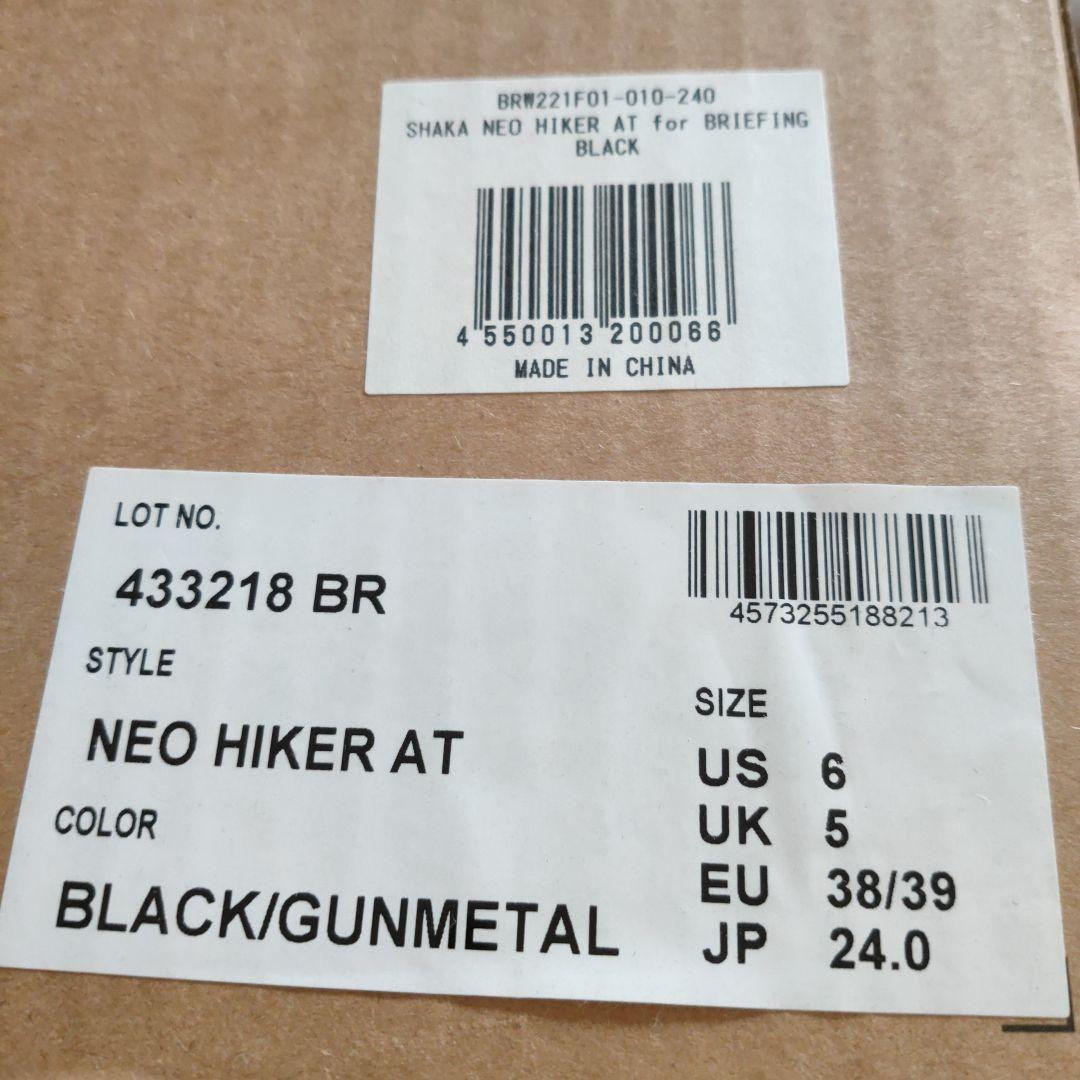 BRW221F01-010-240
SHAKA NEO HIKER AT for BRIEFING
BLACK
4 550013 200066
MADE IN CHINA
LOT NO.
433218 BR
STYLE
NEO HIKER AT
COLOR
BLACK/GUNMETAL
4573255188213
SIZE
US 6
UK 5
EU 38/39
JP 24.0